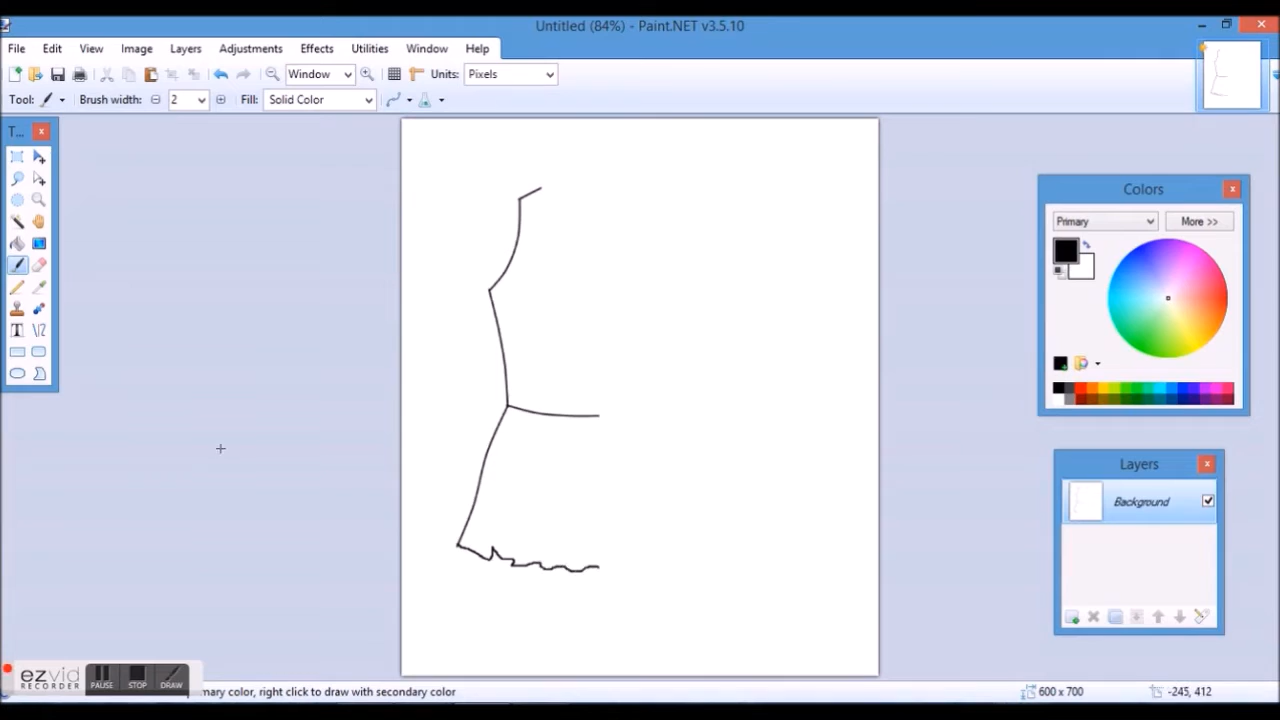 Untitled (84%) - Paint.NET v3.5.10
File Edit View Image Layers Adjustments Effects Utilities Window Help
Window Units: Pixels
Tool: Brush width: 2 Fill: Solid Color
T...
Colors
Primary More >>
Layers
Background
ezvid
RECORDER
PAUSE STOP DRAW
mary color, right click to draw with secondary color
600 x 700
-245, 412